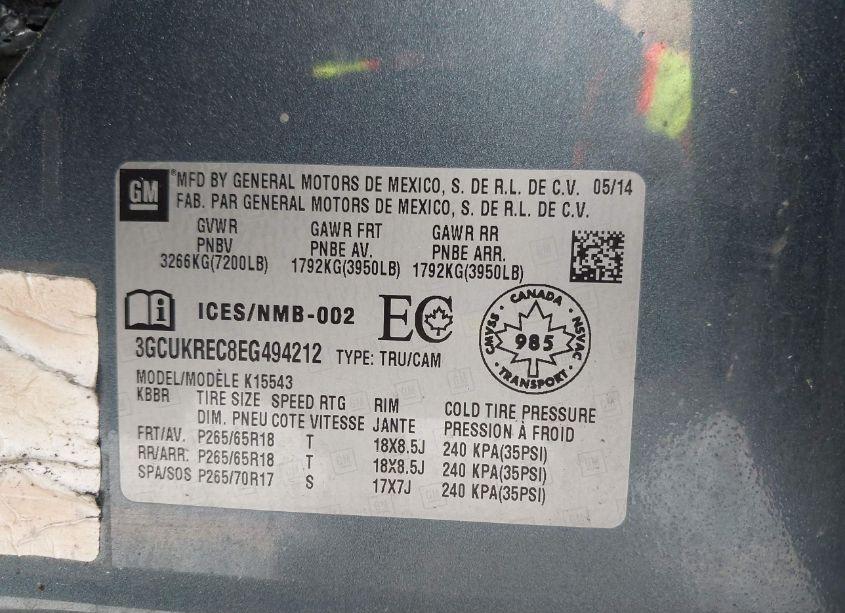 GM
®MFD BY GENERAL MOTORS DE MEXICO, S. DE R.L. DE C.V. 05/14
FAB. PAR GENERAL MOTORS DE MEXICO, S. DE R.L. DE C.V.
GVWR GAWR FRT GAWR RR
PNBV PNBE AV. PNBE ARR.
3266KG(7200LB) 1792KG(3950LB) 1792KG(3950LB)
ICES/NMB-002 EC
CANADA
CMVSS 985 NSVAC
TRANSPORT
3GCUKREC8EG494212 TYPE: TRU/CAM
MODEL/MODÈLE K15543
KBBR TIRE SIZE SPEED RTG RIM COLD TIRE PRESSURE
DIM. PNEU COTE VITESSE JANTE PRESSION À FROID
FRT/AV. P265/65R18 T 18X8.5J 240 KPA(35PSI)
RR/ARR. P265/65R18 T 18X8.5J 240 KPA(35PSI)
SPA/SOS P265/70R17 S 17X7J 240 KPA(35PSI)